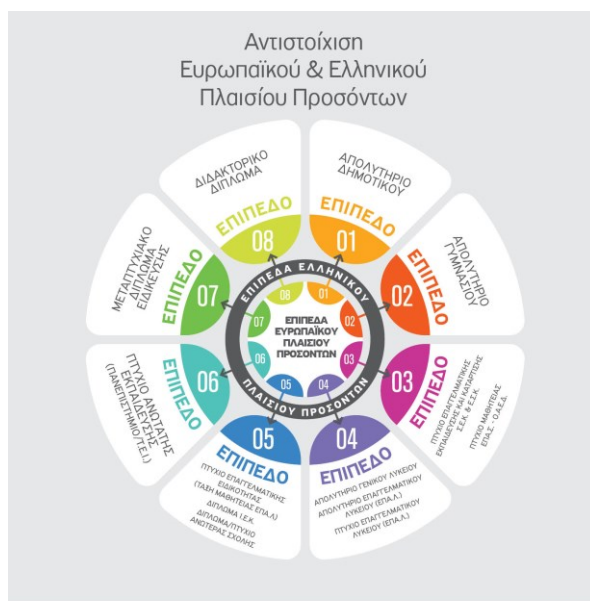 Αντιστοίχιση
Ευρωπαϊκού & Ελληνικού
Πλαισίου Προσόντων
ΑΠΟΛΥΤΗΡΙΟ
ΔΗΜΟΤΙΚΟΥ
ΕΠΙΠΕΔΟ
01
ΑΠΟΛΥΤΗΡΙΟ
ΓΥΜΝΑΣΙΟΥ
ΕΠΙΠΕΔΟ
02
ΕΠΙΠΕΔΟ
03
ΠΤΥΧΙΟ ΕΠΑΓΓΕΛΜΑΤΙΚΗΣ
ΕΚΠΑΙΔΕΥΣΗΣ ΚΑΙ ΚΑΤΑΡΤΙΣΗΣ
Σ.Ε.Κ. & Ε.Σ.Κ.
ΠΤΥΧΙΟ ΜΑΘΗΤΕΙΑΣ
ΕΠΑ.Σ. - Ο.Α.Ε.Δ.
04
ΕΠΙΠΕΔΟ
ΑΠΟΛΥΤΗΡΙΟ ΓΕΝΙΚΟΥ ΛΥΚΕΙΟΥ
ΑΠΟΛΥΤΗΡΙΟ ΕΠΑΓΓΕΛΜΑΤΙΚΟΥ
ΛΥΚΕΙΟΥ (ΕΠΑ.Λ.)
ΠΤΥΧΙΟ ΕΠΑΓΓΕΛΜΑΤΙΚΟΥ
ΛΥΚΕΙΟΥ (ΕΠΑ.Λ.)
05
ΕΠΙΠΕΔΟ
ΠΤΥΧΙΟ ΕΠΑΓΓΕΛΜΑΤΙΚΗΣ
ΕΙΔΙΚΟΤΗΤΑΣ
(ΤΑΞΗ ΜΑΘΗΤΕΙΑΣ ΕΠΑ.Λ)
ΔΙΠΛΩΜΑ Ι.Ε.Κ.
ΔΙΠΛΩΜΑ/ΠΤΥΧΙΟ
ΑΝΩΤΕΡΑΣ ΣΧΟΛΗΣ
06
ΕΠΙΠΕΔΟ
ΠΤΥΧΙΟ ΑΝΩΤΑΤΗΣ
ΕΚΠΑΙΔΕΥΣΗΣ
(ΠΑΝΕΠΙΣΤΗΜΙΟ/Τ.Ε.Ι.)
ΜΕΤΑΠΤΥΧΙΑΚΟ
ΔΙΠΛΩΜΑ
ΕΙΔΙΚΕΥΣΗΣ
ΕΠΙΠΕΔΟ
07
ΔΙΔΑΚΤΟΡΙΚΟ
ΔΙΠΛΩΜΑ
ΕΠΙΠΕΔΟ
08
ΕΠΙΠΕΔΑ ΕΛΛΗΝΙΚΟΥ
ΠΛΑΙΣΙΟΥ ΠΡΟΣΟΝΤΩΝ
01
02
03
04
05
06
07
08
ΕΠΙΠΕΔΑ
ΕΥΡΩΠΑΪΚΟΥ
ΠΛΑΙΣΙΟΥ
ΠΡΟΣΟΝΤΩΝ